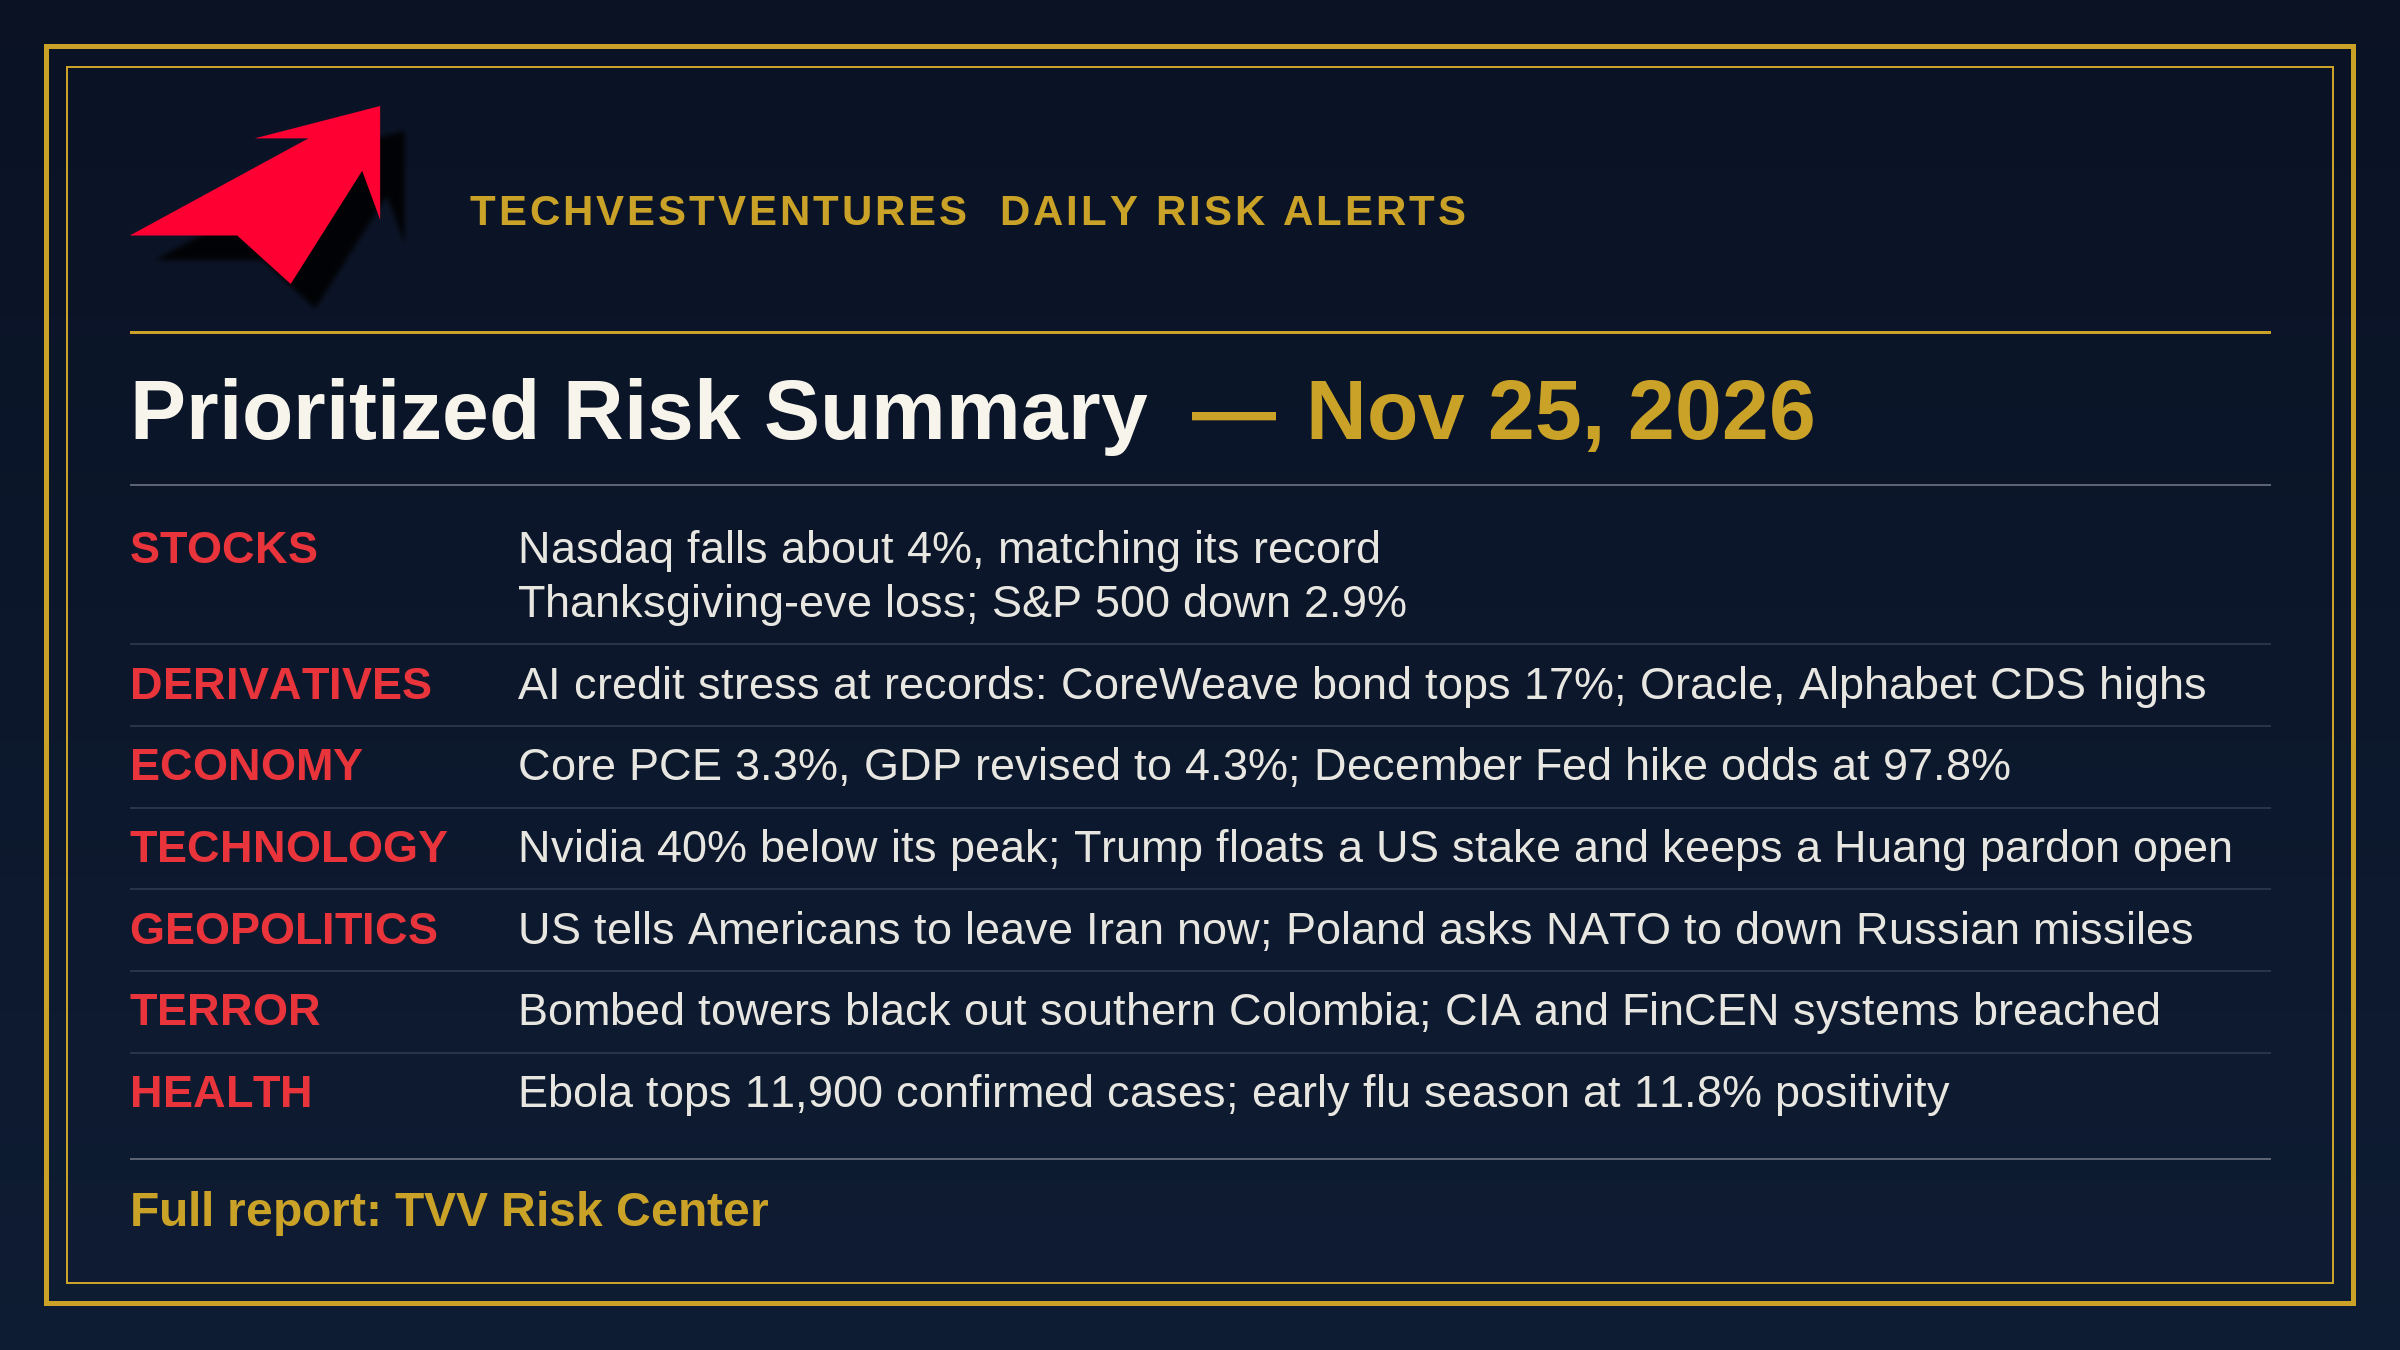 TECHVESTVENTURES DAILY RISK ALERTS
Prioritized Risk Summary — Nov 25, 2026
STOCKS Nasdaq falls about 4%, matching its record
Thanksgiving-eve loss; S&P 500 down 2.9%
DERIVATIVES AI credit stress at records: CoreWeave bond tops 17%; Oracle, Alphabet CDS highs
ECONOMY Core PCE 3.3%, GDP revised to 4.3%; December Fed hike odds at 97.8%
TECHNOLOGY Nvidia 40% below its peak; Trump floats a US stake and keeps a Huang pardon open
GEOPOLITICS US tells Americans to leave Iran now; Poland asks NATO to down Russian missiles
TERROR Bombed towers black out southern Colombia; CIA and FinCEN systems breached
HEALTH Ebola tops 11,900 confirmed cases; early flu season at 11.8% positivity
Full report: TVV Risk Center